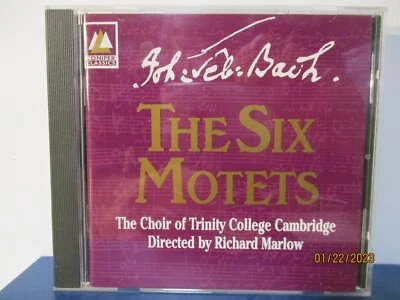 CONIFER
CLASSICS
Joh: Seb: Bach.
THE SIX
MOTETS
The Choir of Trinity College Cambridge
Directed by Richard Marlow
01/22/2023